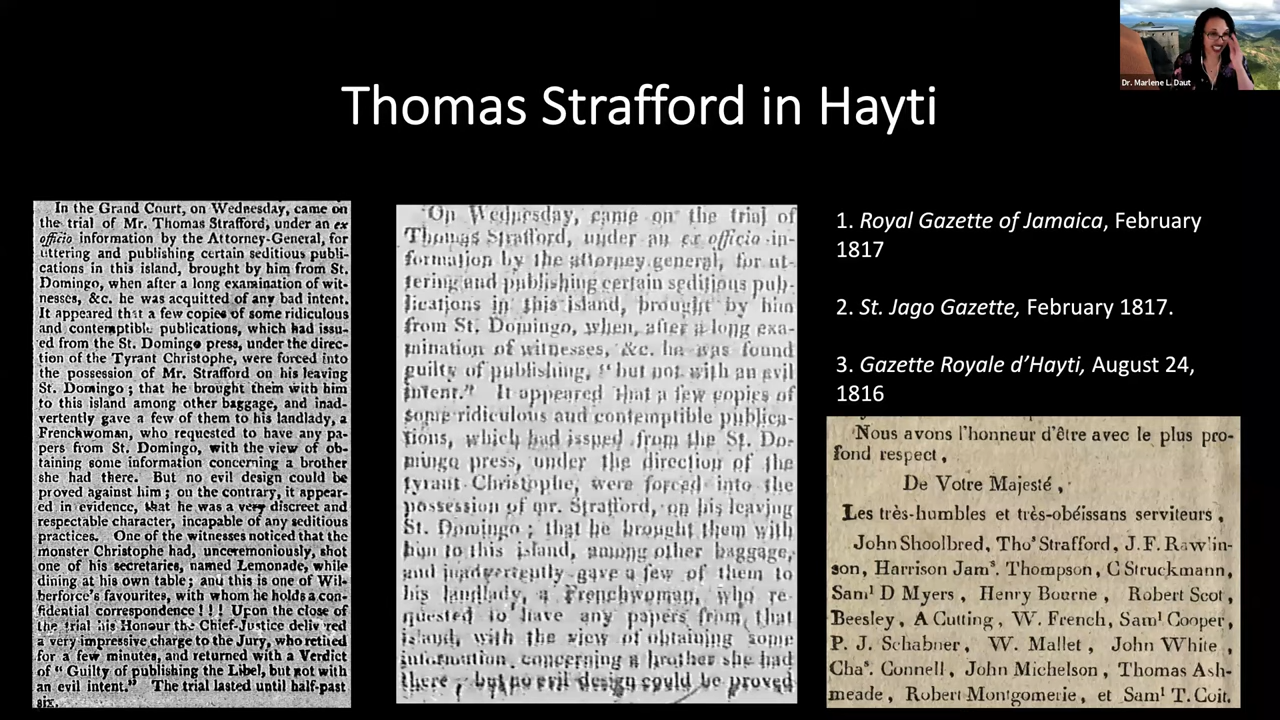 Dr. Marlene L. Daut
Thomas Strafford in Hayti
In the Grand Court, on Wednesday, came on
the trial of Mr. Thomas Strafford, under an ex
officio information by the Attorney-General, for
uttering and publishing certain seditious publi-
cations in this island, brought by him from St.
Domingo, when after a long examination of wit-
nesses, &c. he was acquitted of any bad intent.
It appeared that a few copies of some ridiculous
and contemptible publications, which had issu-
ed from the St. Domingo press, under the direc-
tion of the Tyrant Christophe, were forced into
the possession of Mr. Strafford on his leaving
St. Domingo; that he brought them with him
to this island among other baggage, and inad-
vertently gave a few of them to his landlady, a
Frenchwoman, who requested to have any pa-
pers from St. Domingo, with the view of ob-
taining some information concerning a brother
she had there. But no evil design could be
proved against him; on the contrary, it appear-
ed in evidence, that he was a very discreet and
respectable character, incapable of any seditious
practices. One of the witnesses noticed that the
monster Christophe had, unceremoniously, shot
one of his secretaries, named Lemonade, while
dining at his own table; and this is one of Wil-
berforce's favourites, with whom he holds a con-
fidential correspondence!!! Upon the close of
the trial his Honour the Chief-Justice delivered
a very impressive charge to the Jury, who retired
for a few minutes, and returned with a Verdict
of "Guilty of publishing the Libel, but not with
an evil intent." The trial lasted until half-past
six.
On Wednesday, came on the trial of
Thomas Strafford, under an ex officio in-
formation by the attorney general, for ut-
tering and publishing certain seditious pub-
lications in this island, brought by him
from St. Domingo, when, after a long exa-
mination of witnesses, &c. he was found
guilty of publishing, "but not with an evil
intent." It appeared that a few copies of
some ridiculous and contemptible publica-
tions, which had issued from the St. Do-
mingo press, under the direction of the
tyrant Christophe, were forced into the
possession of mr. Strafford, on his leaving
St. Domingo; that he brought them with
him to this island, among other baggage,
and inadvertently gave a few of them to
his landlady, a Frenchwoman, who re-
quested to have any papers from that
island, with the view of obtaining some
information concerning a brother she had
there; but no evil design could be proved
1. Royal Gazette of Jamaica, February
1817
2. St. Jago Gazette, February 1817.
3. Gazette Royale d'Hayti, August 24,
1816
Nous avons l'honneur d'être avec le plus pro-
fond respect,
De Votre Majesté,
Les très-humbles et très-obéissans serviteurs,
John Shoolbred, Thoˢ Strafford, J. F. Rawlin-
son, Harrison Jamˢ. Thompson, C Struckmann,
Samˡ D Myers, Henry Bourne, Robert Scot,
Beesley, A Cutting, W. French, Samˡ Cooper,
P. J. Schabner, W. Mallet, John White,
Chaˢ. Connell, John Michelson, Thomas Ash-
meade, Robert Montgomerie, et Samˡ T. Coit.